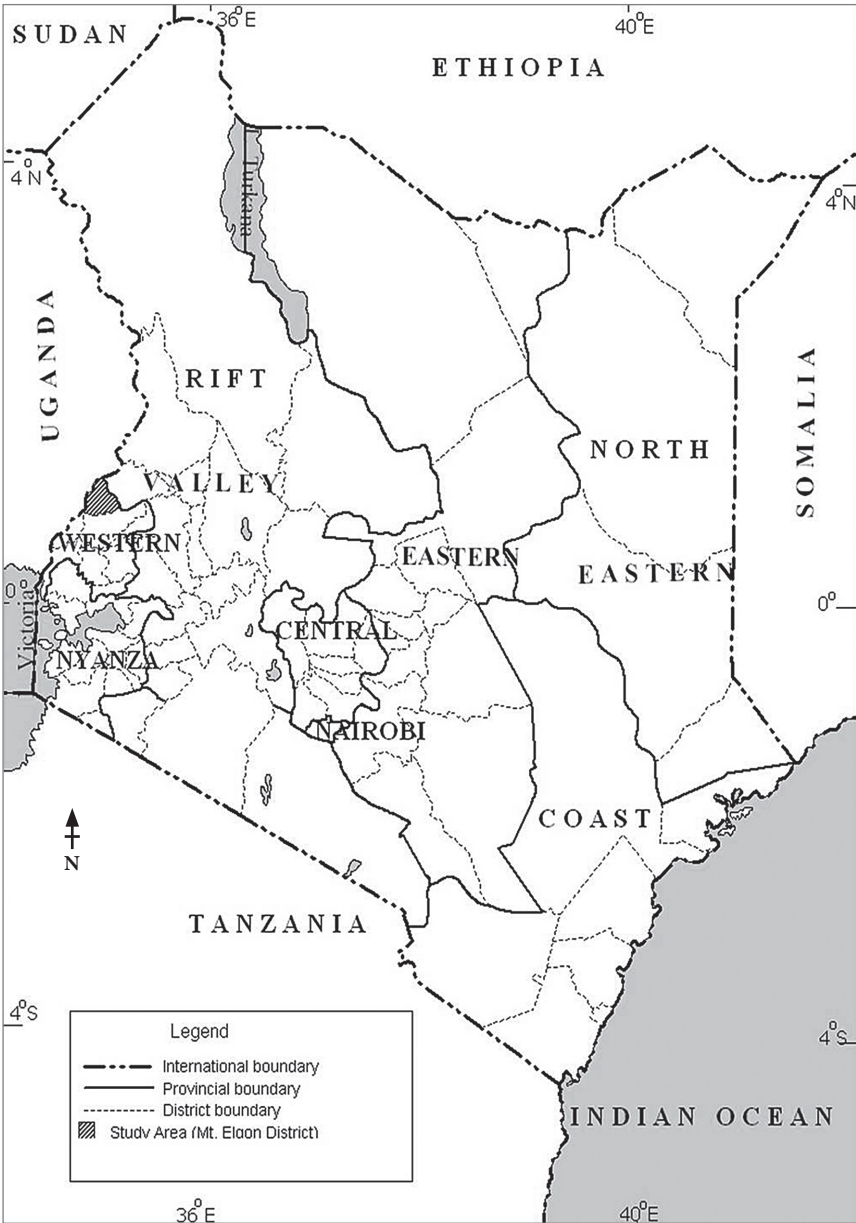 36°E
40°E
SUDAN
ETHIOPIA
4°N
4°N
L. Turkana
UGANDA
SOMALIA
RIFT
VALLEY
NORTH
EASTERN
WESTERN
EASTERN
0°
0°
Victoria
CENTRAL
NYANZA
NAIROBI
COAST
N
TANZANIA
4°S
4°S
Legend
International boundary
Provincial boundary
District boundary
Study Area (Mt. Elgon District)
INDIAN OCEAN
36°E
40°E